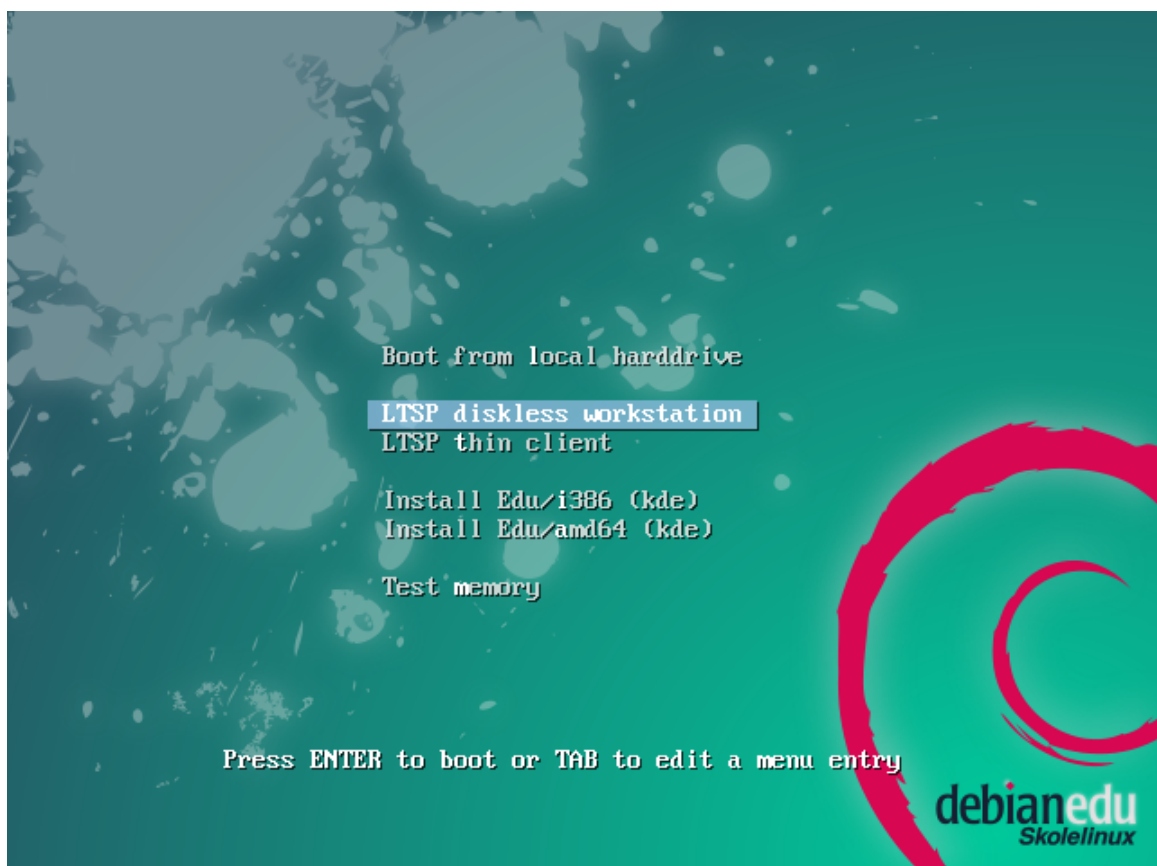 Boot from local harddrive
LTSP diskless workstation
LTSP thin client
Install Edu/i386 (kde)
Install Edu/amd64 (kde)
Test memory
Press ENTER to boot or TAB to edit a menu entry
debianedu
Skolelinux